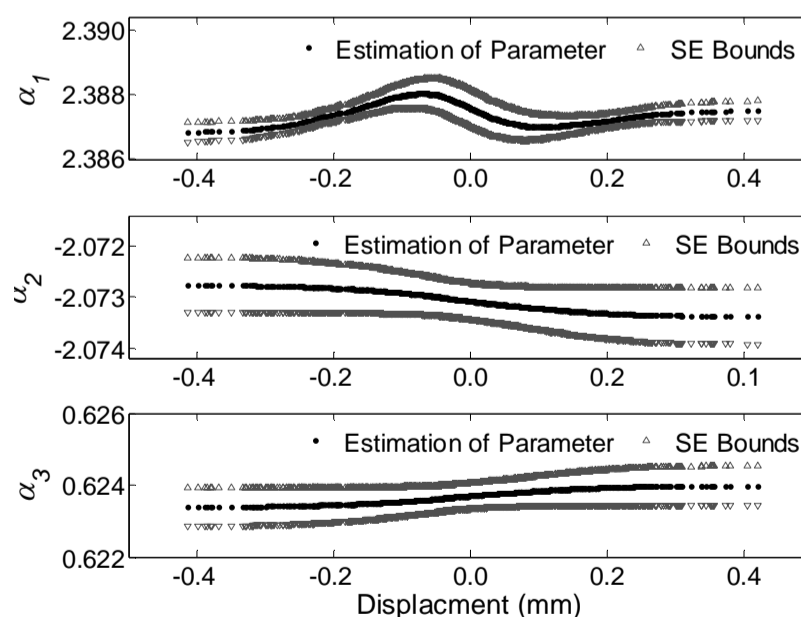 2.390
• Estimation of Parameter △ SE Bounds
α1
2.388
2.386
-0.4 -0.2 0.0 0.2 0.4
-2.072
• Estimation of Parameter △ SE Bounds
α2
-2.073
-2.074
-0.4 -0.2 0.0 0.2 0.1
0.626
• Estimation of Parameter △ SE Bounds
α3
0.624
0.622
-0.4 -0.2 0.0 0.2 0.4
Displacment (mm)